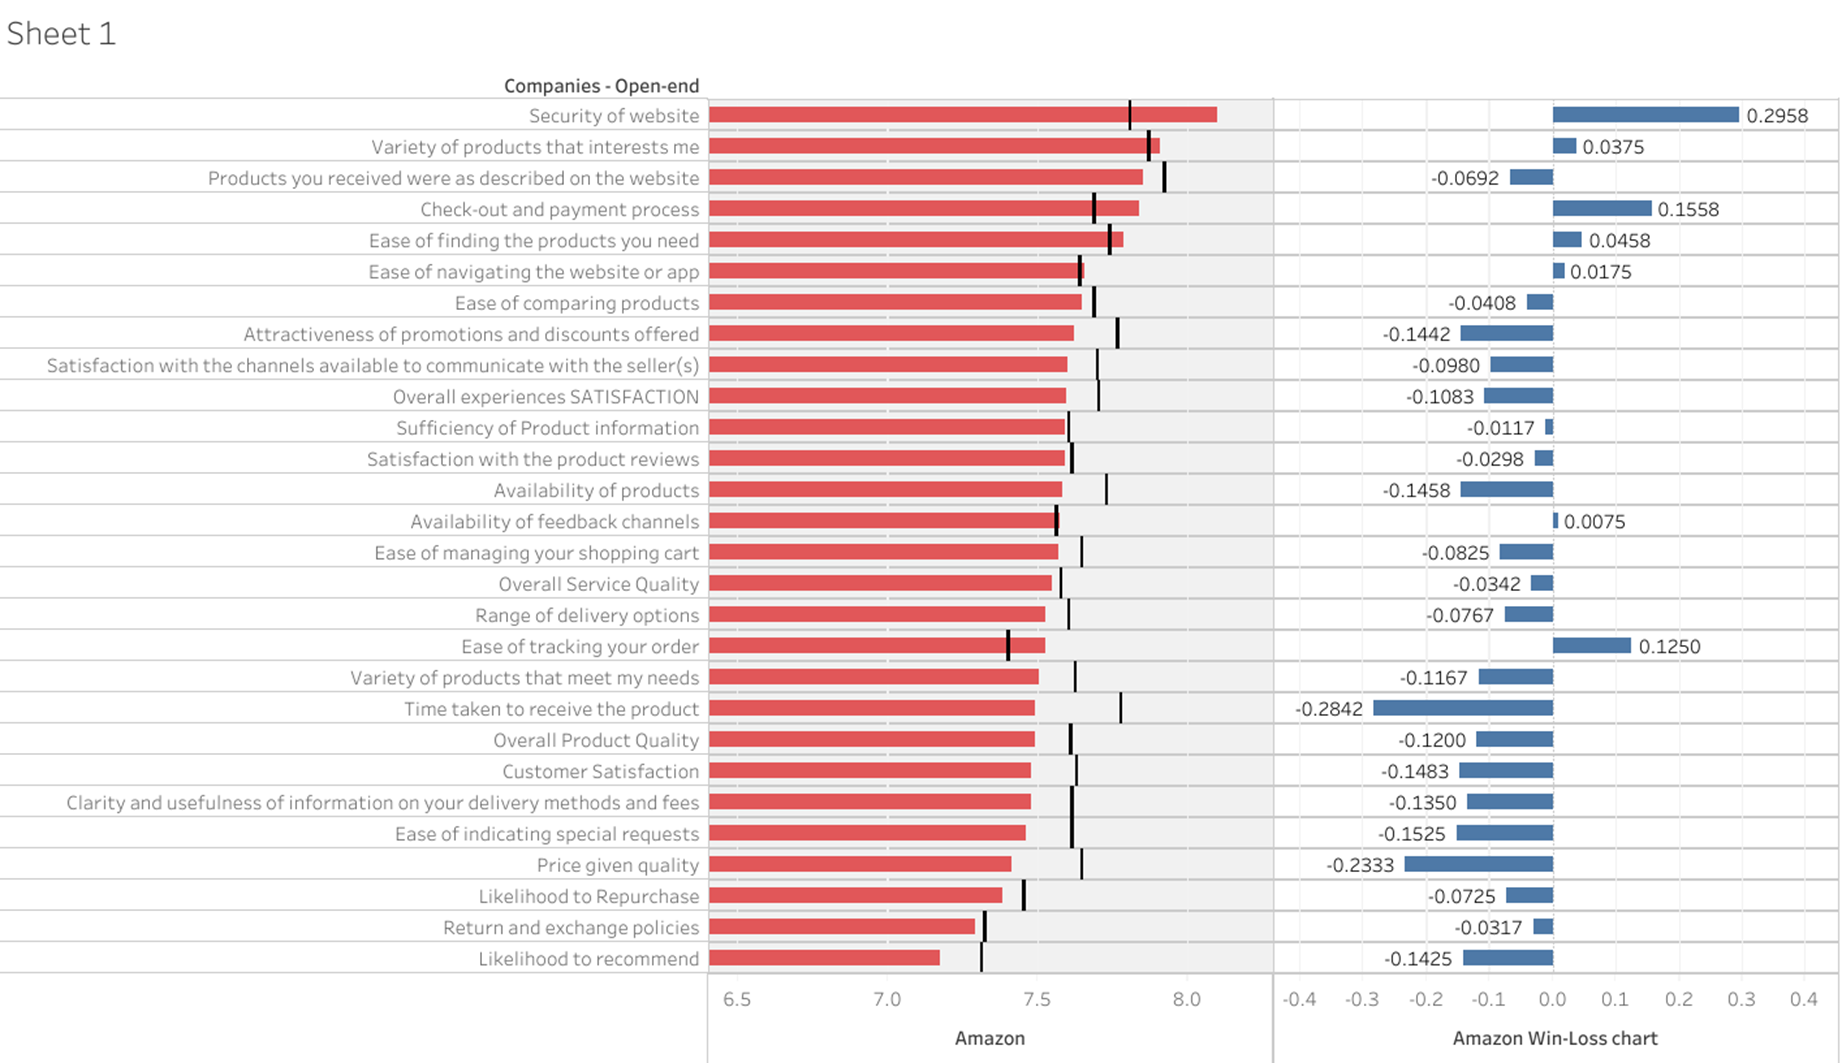 Sheet 1
Companies - Open-end
Security of website 0.2958
Variety of products that interests me 0.0375
Products you received were as described on the website -0.0692
Check-out and payment process 0.1558
Ease of finding the products you need 0.0458
Ease of navigating the website or app 0.0175
Ease of comparing products -0.0408
Attractiveness of promotions and discounts offered -0.1442
Satisfaction with the channels available to communicate with the seller(s) -0.0980
Overall experiences SATISFACTION -0.1083
Sufficiency of Product information -0.0117
Satisfaction with the product reviews -0.0298
Availability of products -0.1458
Availability of feedback channels 0.0075
Ease of managing your shopping cart -0.0825
Overall Service Quality -0.0342
Range of delivery options -0.0767
Ease of tracking your order 0.1250
Variety of products that meet my needs -0.1167
Time taken to receive the product -0.2842
Overall Product Quality -0.1200
Customer Satisfaction -0.1483
Clarity and usefulness of information on your delivery methods and fees -0.1350
Ease of indicating special requests -0.1525
Price given quality -0.2333
Likelihood to Repurchase -0.0725
Return and exchange policies -0.0317
Likelihood to recommend -0.1425
6.5 7.0 7.5 8.0 -0.4 -0.3 -0.2 -0.1 0.0 0.1 0.2 0.3 0.4
Amazon Amazon Win-Loss chart